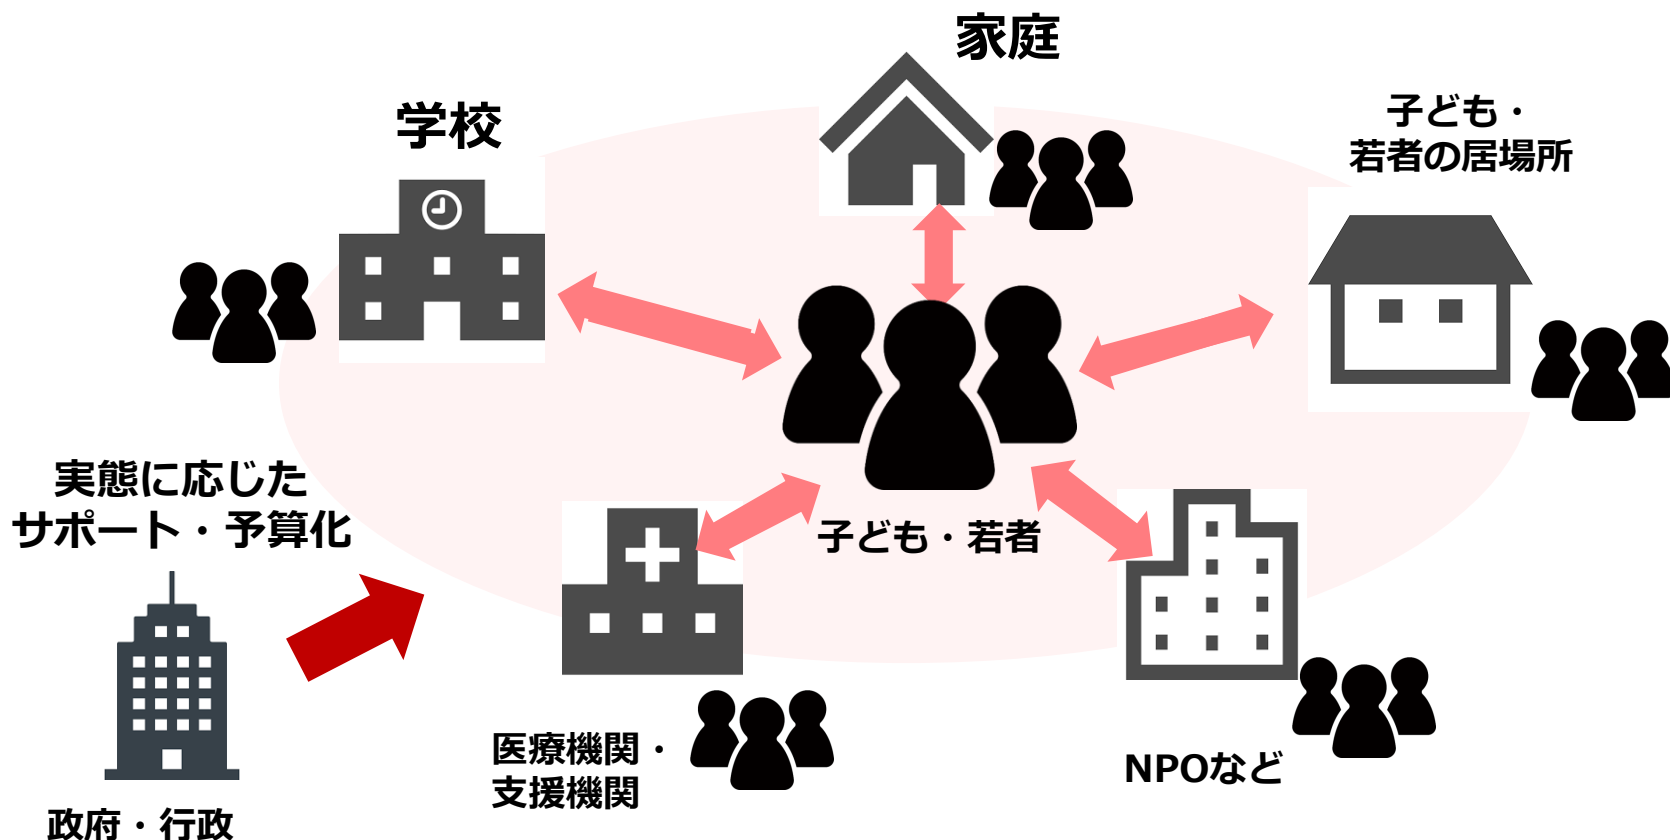 家庭
学校
子ども・
若者の居場所
実態に応じた
サポート・予算化
子ども・若者
医療機関・
支援機関
NPOなど
政府・行政